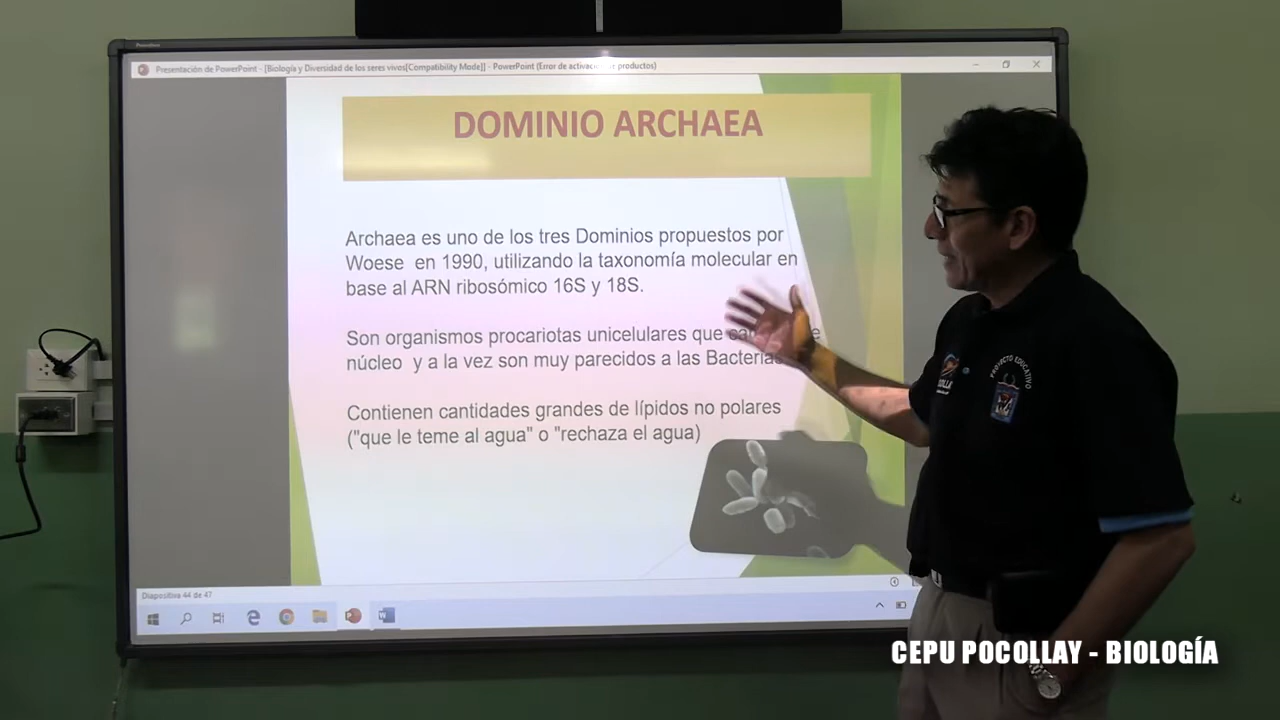 Presentación de PowerPoint - [Biología y Diversidad de los seres vivos[Compatibility Mode]] - PowerPoint (Error de activación de productos)
DOMINIO ARCHAEA
Archaea es uno de los tres Dominios propuestos por
Woese en 1990, utilizando la taxonomía molecular en
base al ARN ribosómico 16S y 18S.
Son organismos procariotas unicelulares que
núcleo y a la vez son muy parecidos a las Bacterias
Contienen cantidades grandes de lípidos no polares
("que le teme al agua" o "rechaza el agua)
Diapositiva 44 de 47
PROYECTO EDUCATIVO
CEPU POCOLLAY - BIOLOGÍA